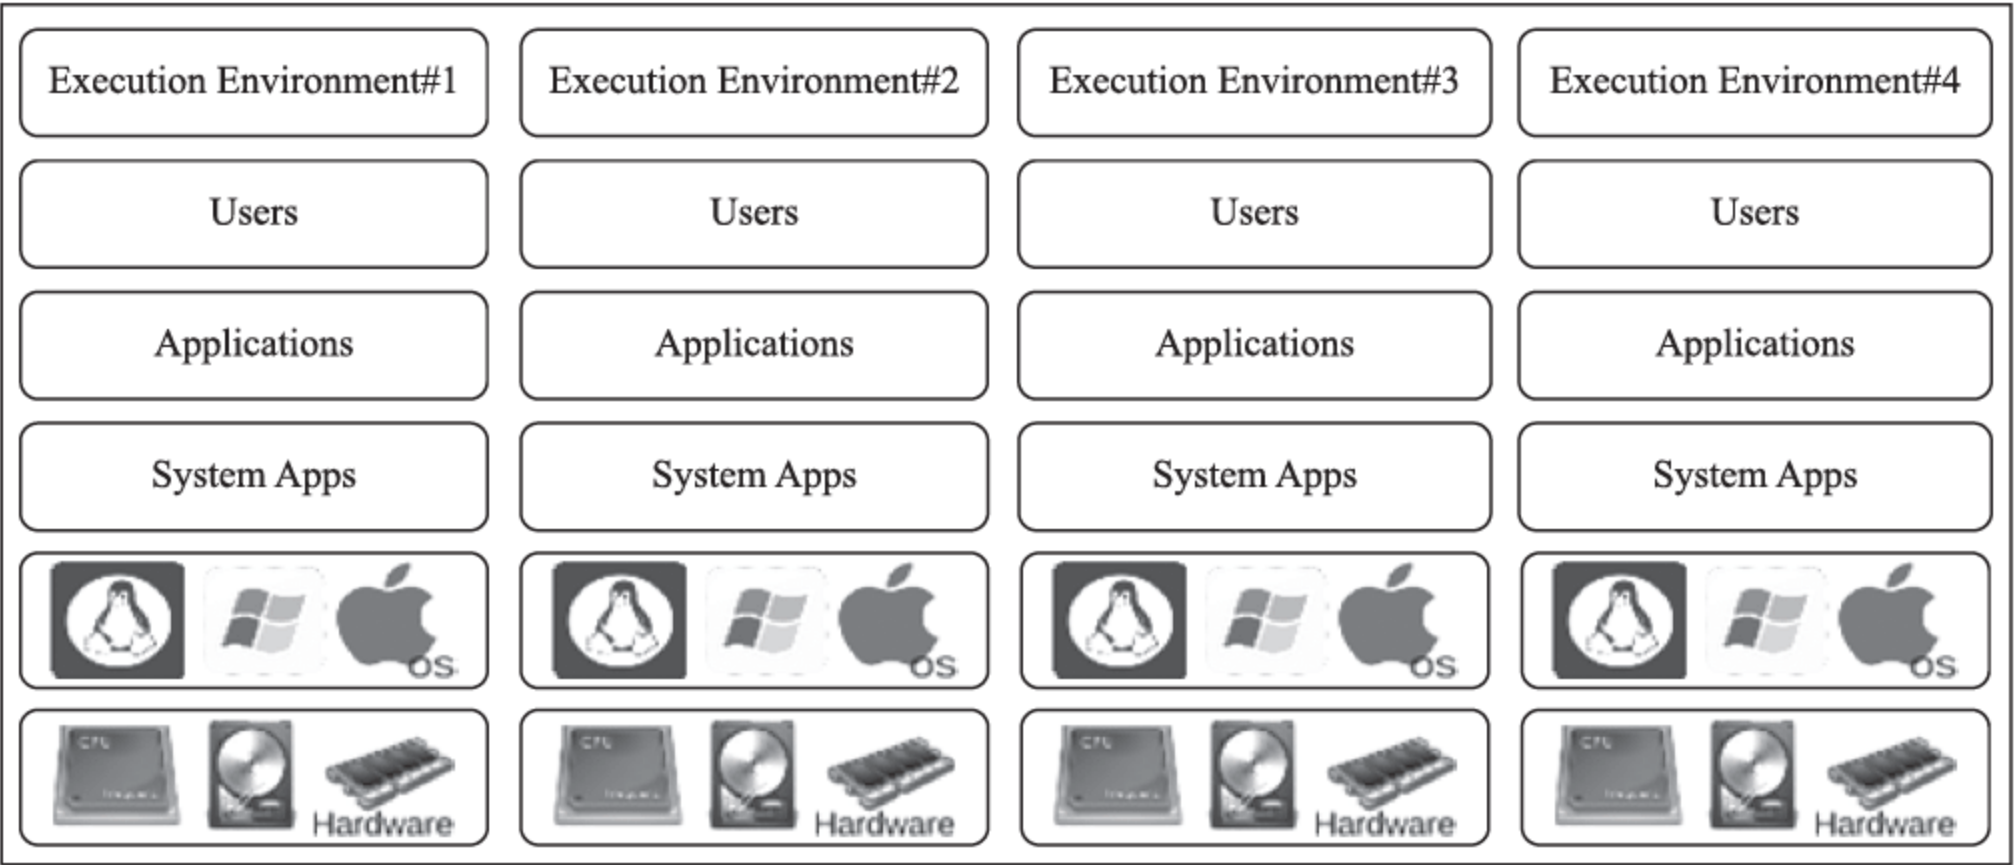 Execution Environment#1
Execution Environment#2
Execution Environment#3
Execution Environment#4
Users
Users
Users
Users
Applications
Applications
Applications
Applications
System Apps
System Apps
System Apps
System Apps
OS
OS
OS
OS
CPU
CPU
CPU
CPU
Hardware
Hardware
Hardware
Hardware